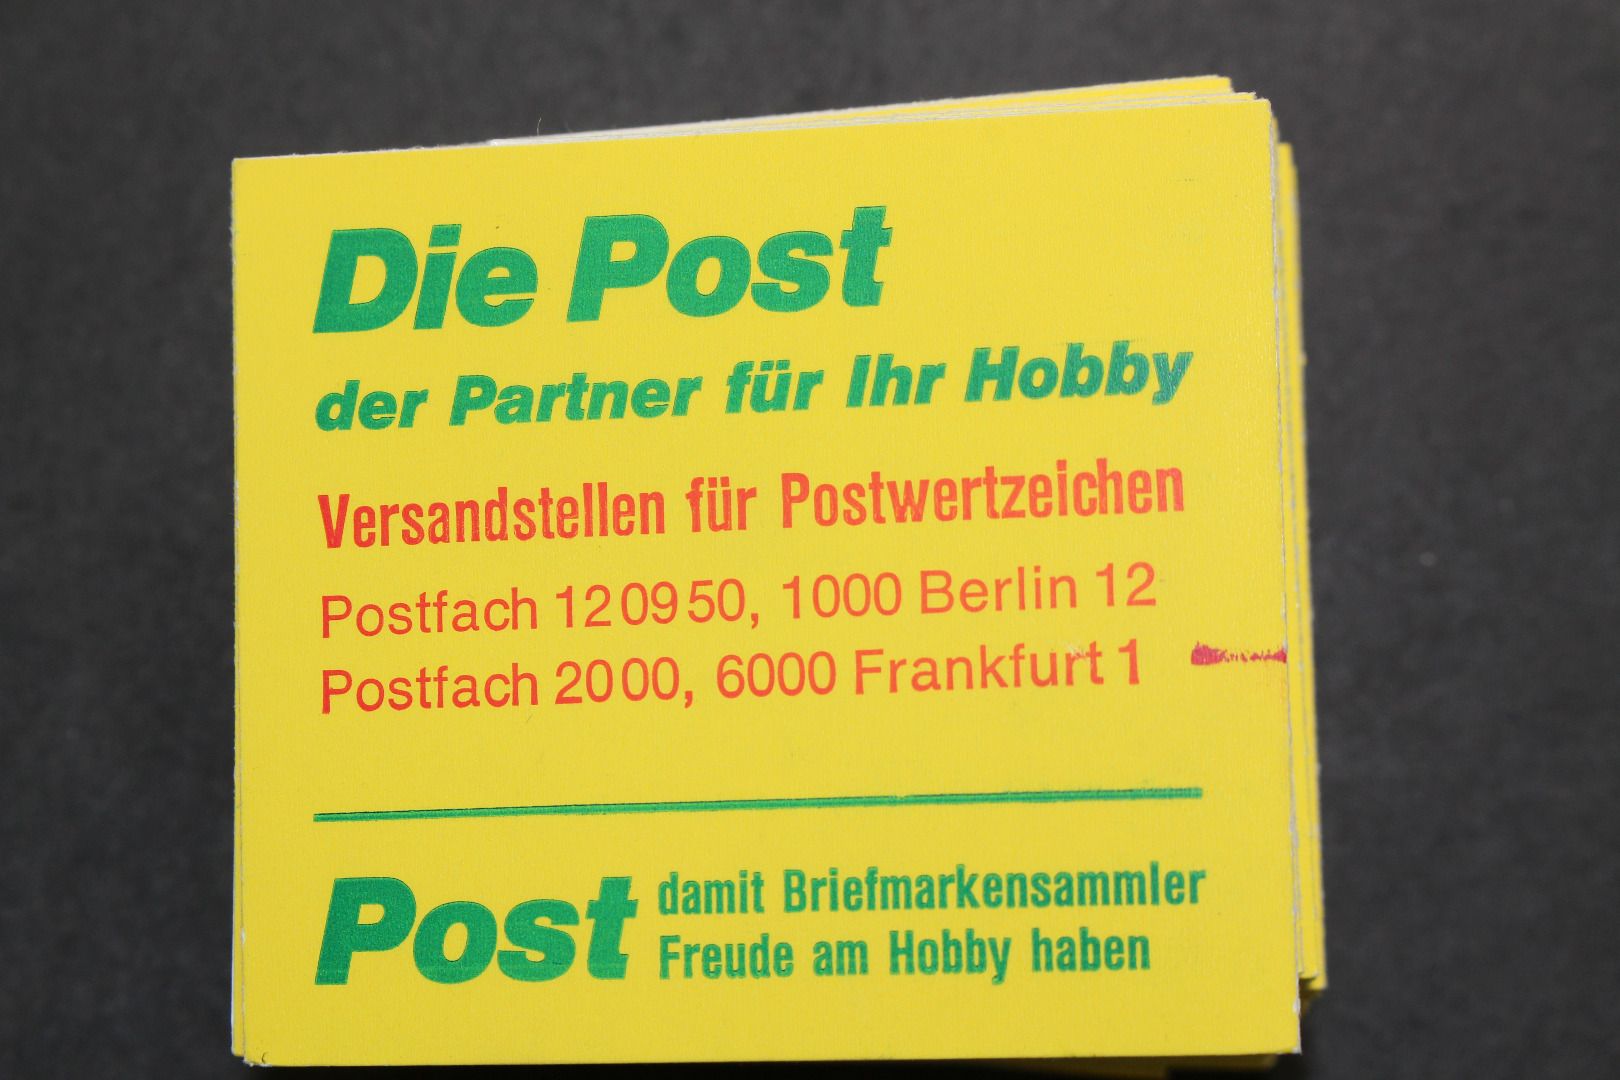 Die Post
der Partner für Ihr Hobby
Versandstellen für Postwertzeichen
Postfach 12 09 50, 1000 Berlin 12
Postfach 20 00, 6000 Frankfurt 1
Post damit Briefmarkensammler
Freude am Hobby haben